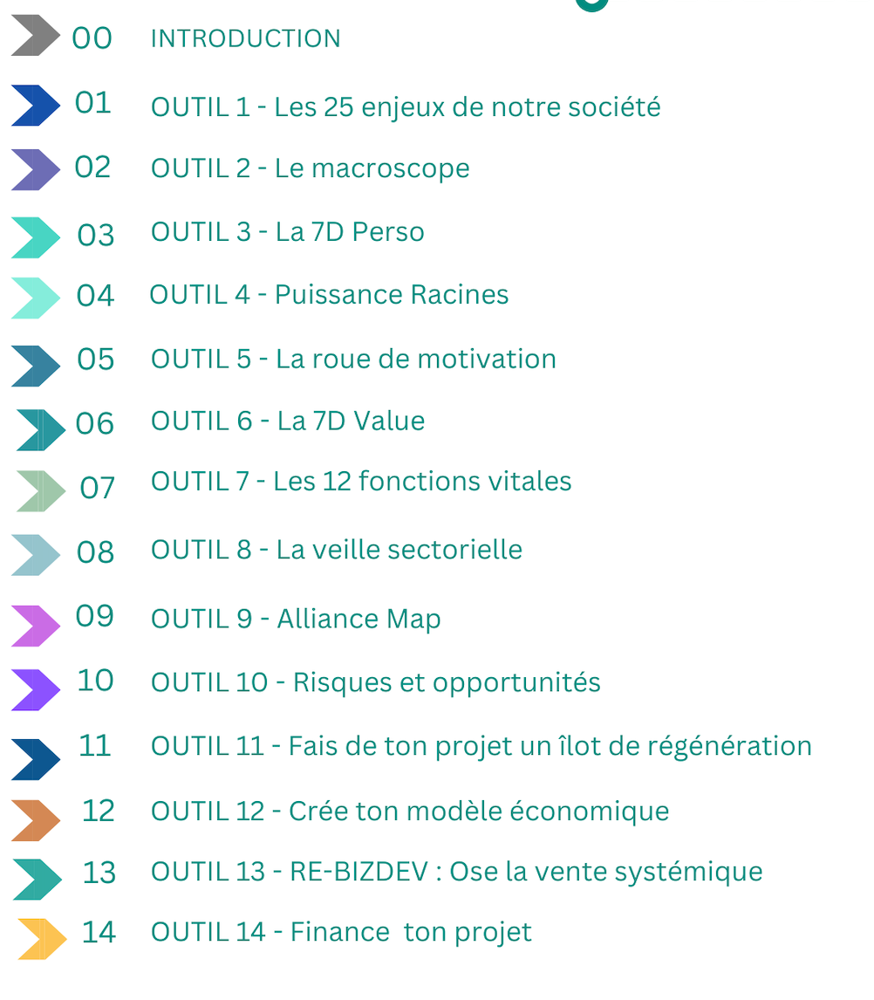 00 INTRODUCTION
01 OUTIL 1 - Les 25 enjeux de notre société
02 OUTIL 2 - Le macroscope
03 OUTIL 3 - La 7D Perso
04 OUTIL 4 - Puissance Racines
05 OUTIL 5 - La roue de motivation
06 OUTIL 6 - La 7D Value
07 OUTIL 7 - Les 12 fonctions vitales
08 OUTIL 8 - La veille sectorielle
09 OUTIL 9 - Alliance Map
10 OUTIL 10 - Risques et opportunités
11 OUTIL 11 - Fais de ton projet un îlot de régénération
12 OUTIL 12 - Crée ton modèle économique
13 OUTIL 13 - RE-BIZDEV : Ose la vente systémique
14 OUTIL 14 - Finance  ton projet